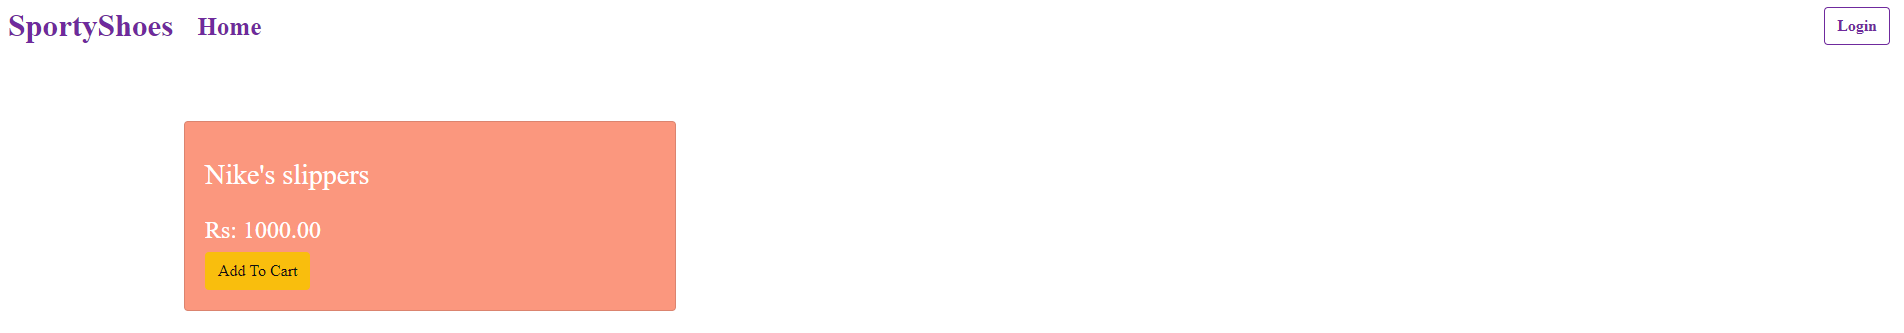 SportyShoes Home Login
Nike's slippers
Rs: 1000.00
Add To Cart